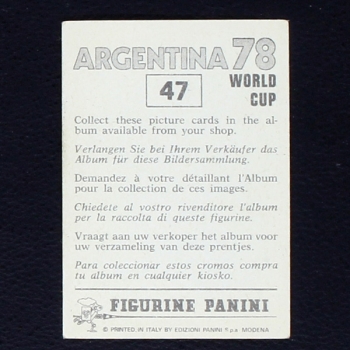 ARGENTINA 78
47 WORLD CUP
Collect these picture cards in the al-
bum available from your shop.
Verlangen Sie bei Ihrem Verkäufer das
Album für diese Bildersammlung.
Demandez à votre détaillant l'Album
pour la collection de ces images.
Chiedete al vostro rivenditore l'album
per la raccolta di queste figurine.
Vraagt aan uw verkoper het album voor
uw verzameling van deze prentjes.
Para coleccionar estos cromos compra
tu álbum en cualquier kiosko.
FIGURINE PANINI
© PRINTED IN ITALY BY EDIZIONI PANINI s.p.a. MODENA